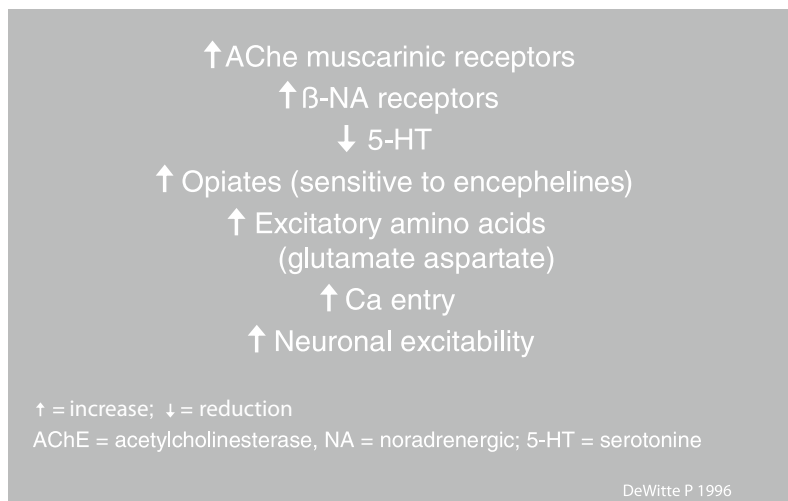 ↑ AChe muscarinic receptors
↑ ß-NA receptors
↓ 5-HT
↑ Opiates (sensitive to encephelines)
↑ Excitatory amino acids
(glutamate aspartate)
↑ Ca entry
↑ Neuronal excitability
↑ = increase; ↓ = reduction
AChE = acetylcholinesterase, NA = noradrenergic; 5-HT = serotonine
DeWitte P 1996